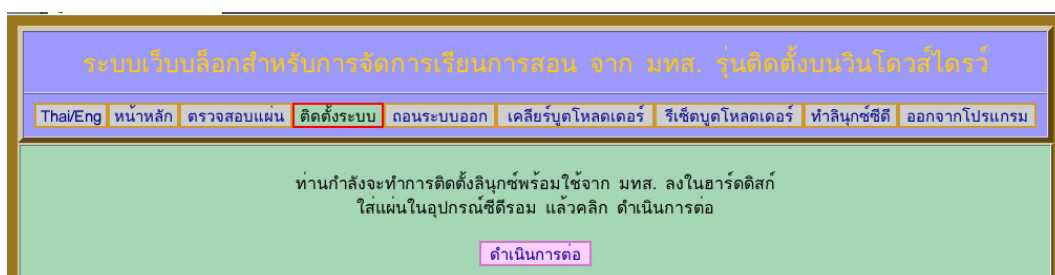 ระบบเว็บบล็อกสำหรับการจัดการเรียนการสอน จาก มทส. รุ่นติดตั้งบนวินโดวส์ไดรว์
Thai/Eng หน้าหลัก ตรวจสอบแผ่น ติดตั้งระบบ ถอนระบบออก เคลียร์บูตโหลดเดอร์ รีเซ็ตบูตโหลดเดอร์ ทำลินุกซ์ซีดี ออกจากโปรแกรม
ท่านกำลังจะทำการติดตั้งลินุกซ์พร้อมใช้จาก มทส. ลงในฮาร์ดดิสก์
ใส่แผ่นในอุปกรณ์ซีดีรอม แล้วคลิก ดำเนินการต่อ
ดำเนินการต่อ